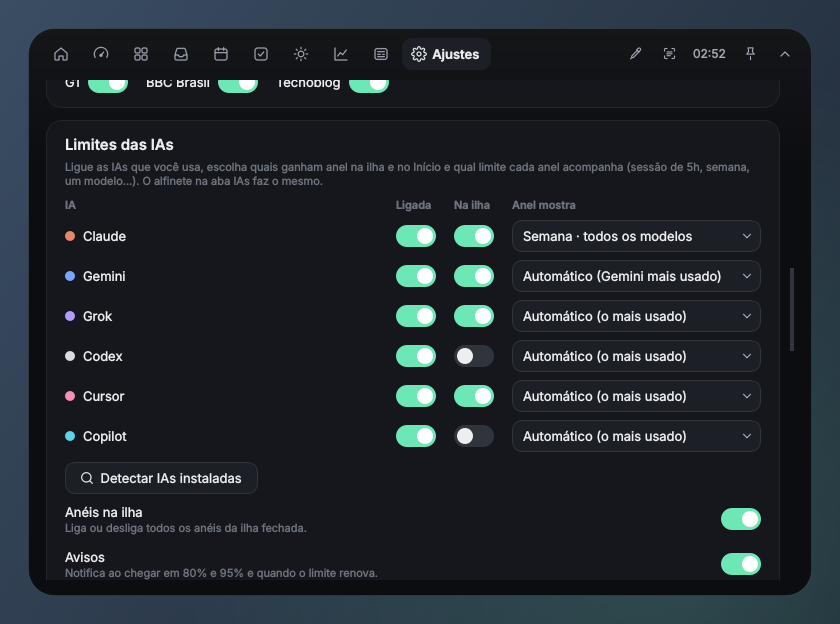 Ajustes
02:52
G1
BBC Brasil
Tecnoblog
Limites das IAs
Ligue as IAs que você usa, escolha quais ganham anel na ilha e no Início e qual limite cada anel acompanha (sessão de 5h, semana,
um modelo...). O alfinete na aba IAs faz o mesmo.
IA Ligada Na ilha Anel mostra
Claude Semana · todos os modelos
Gemini Automático (Gemini mais usado)
Grok Automático (o mais usado)
Codex Automático (o mais usado)
Cursor Automático (o mais usado)
Copilot Automático (o mais usado)
Detectar IAs instaladas
Anéis na ilha
Liga ou desliga todos os anéis da ilha fechada.
Avisos
Notifica ao chegar em 80% e 95% e quando o limite renova.